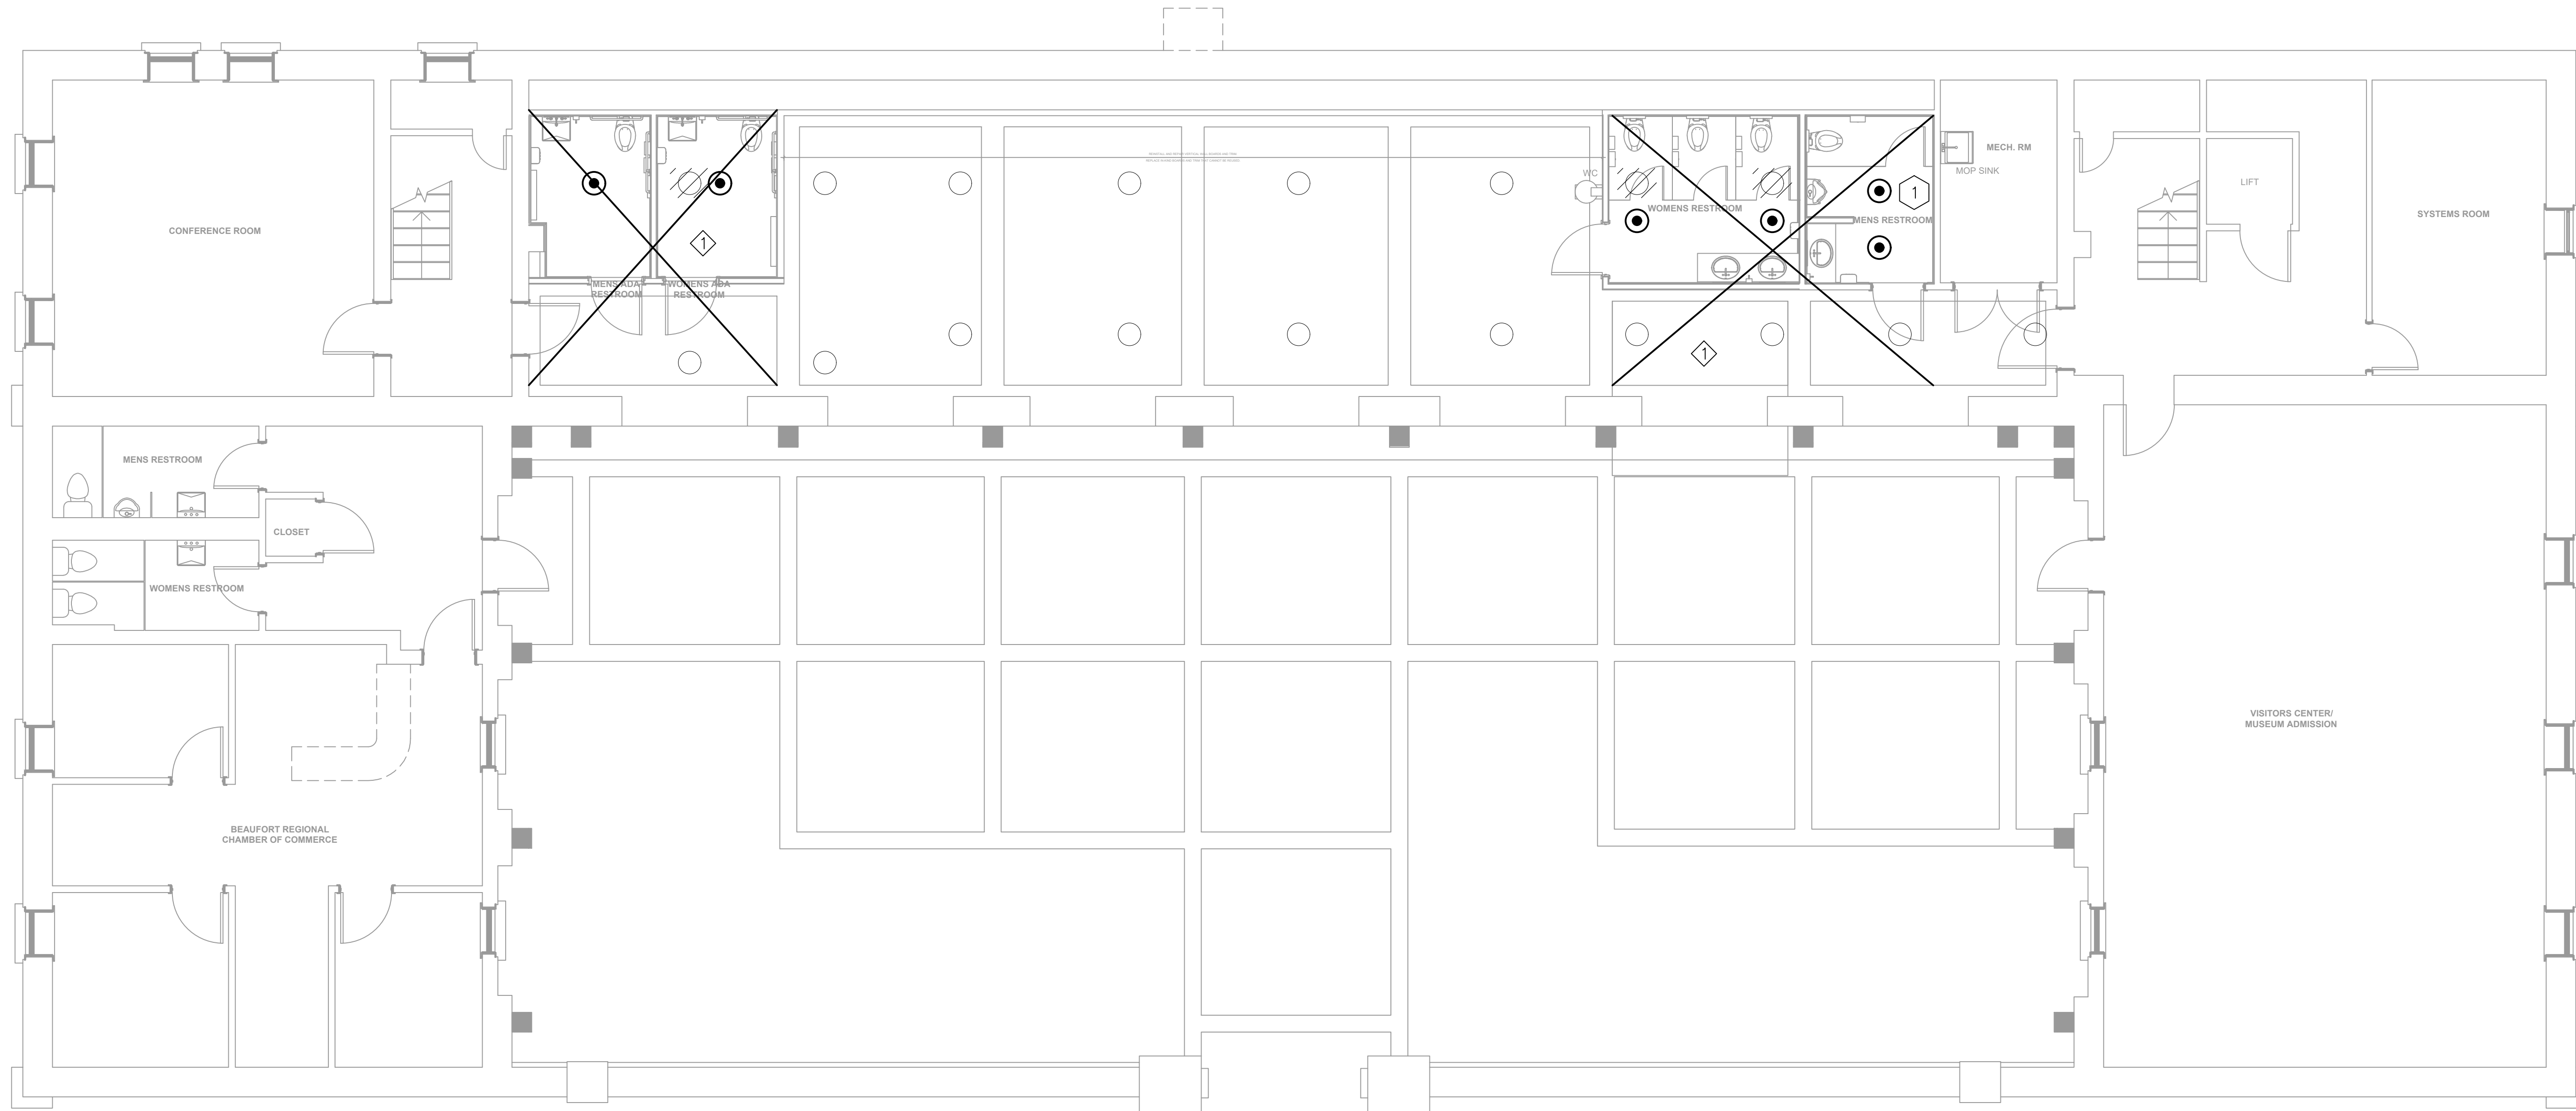 MECH. RM
MOP SINK
WC
LIFT
WOMENS RESTROOM
1
MENS RESTROOM
SYSTEMS ROOM
CONFERENCE ROOM
1
MENS ADA
RESTROOM
WOMENS ADA
RESTROOM
1
MENS RESTROOM
CLOSET
WOMENS RESTROOM
VISITORS CENTER/
MUSEUM ADMISSION
BEAUFORT REGIONAL
CHAMBER OF COMMERCE